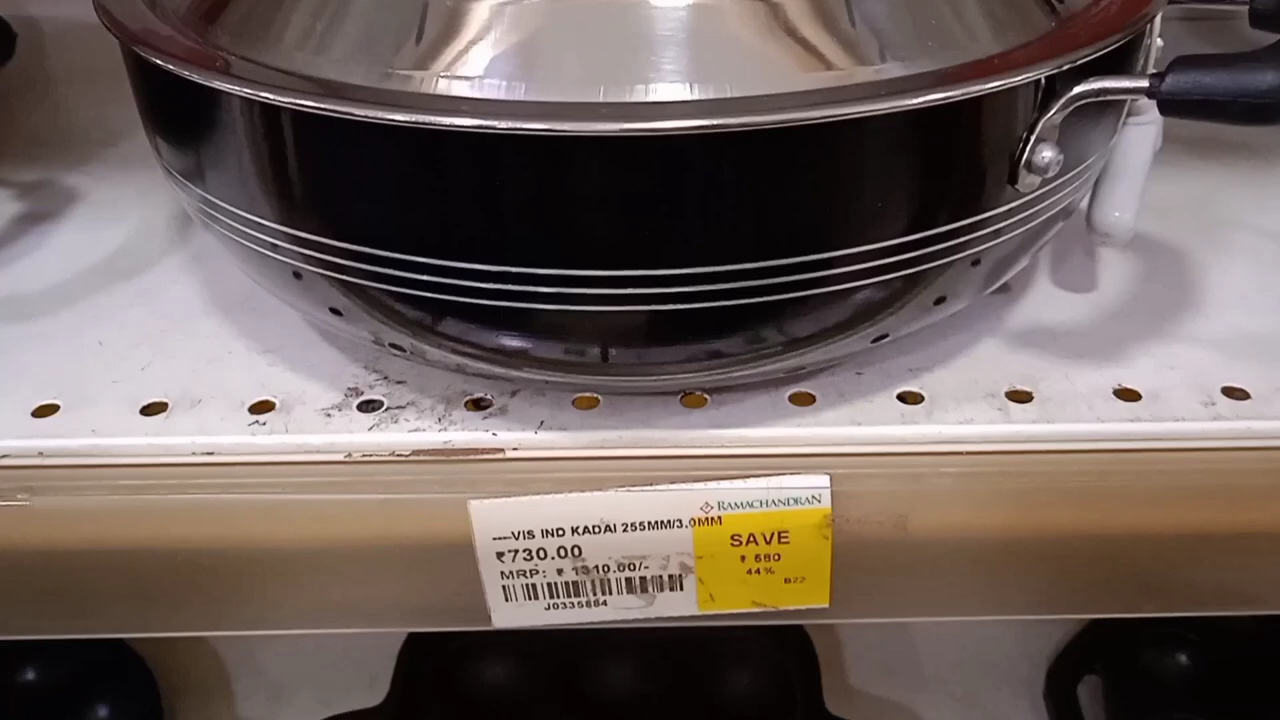 RAMACHANDRAN
----VIS IND KADAI 255MM/3.0MM
₹730.00
MRP: ₹ 1310.00/-
J0335884
SAVE
₹ 580
44%
B22